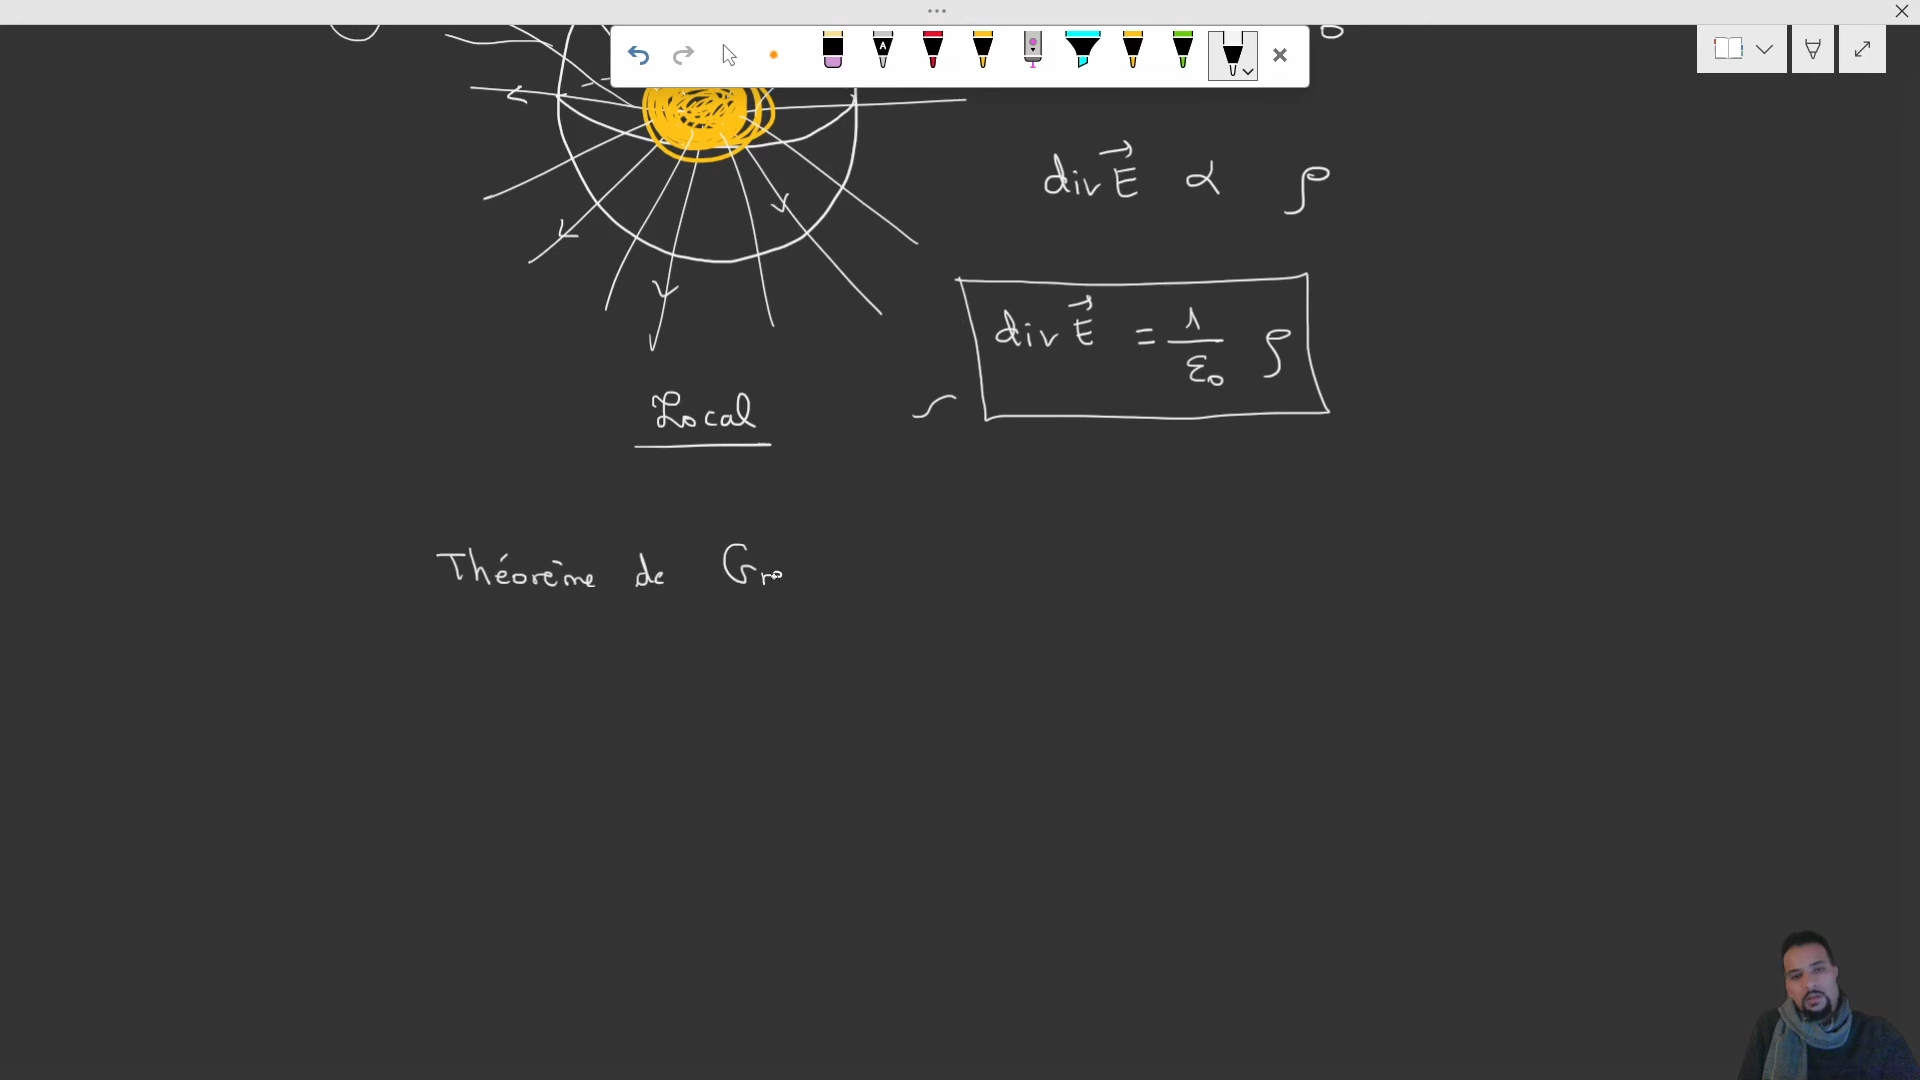 div E⃗ α ρ
div E⃗ = 1/ε₀ ρ
Local
Théorème de Gro